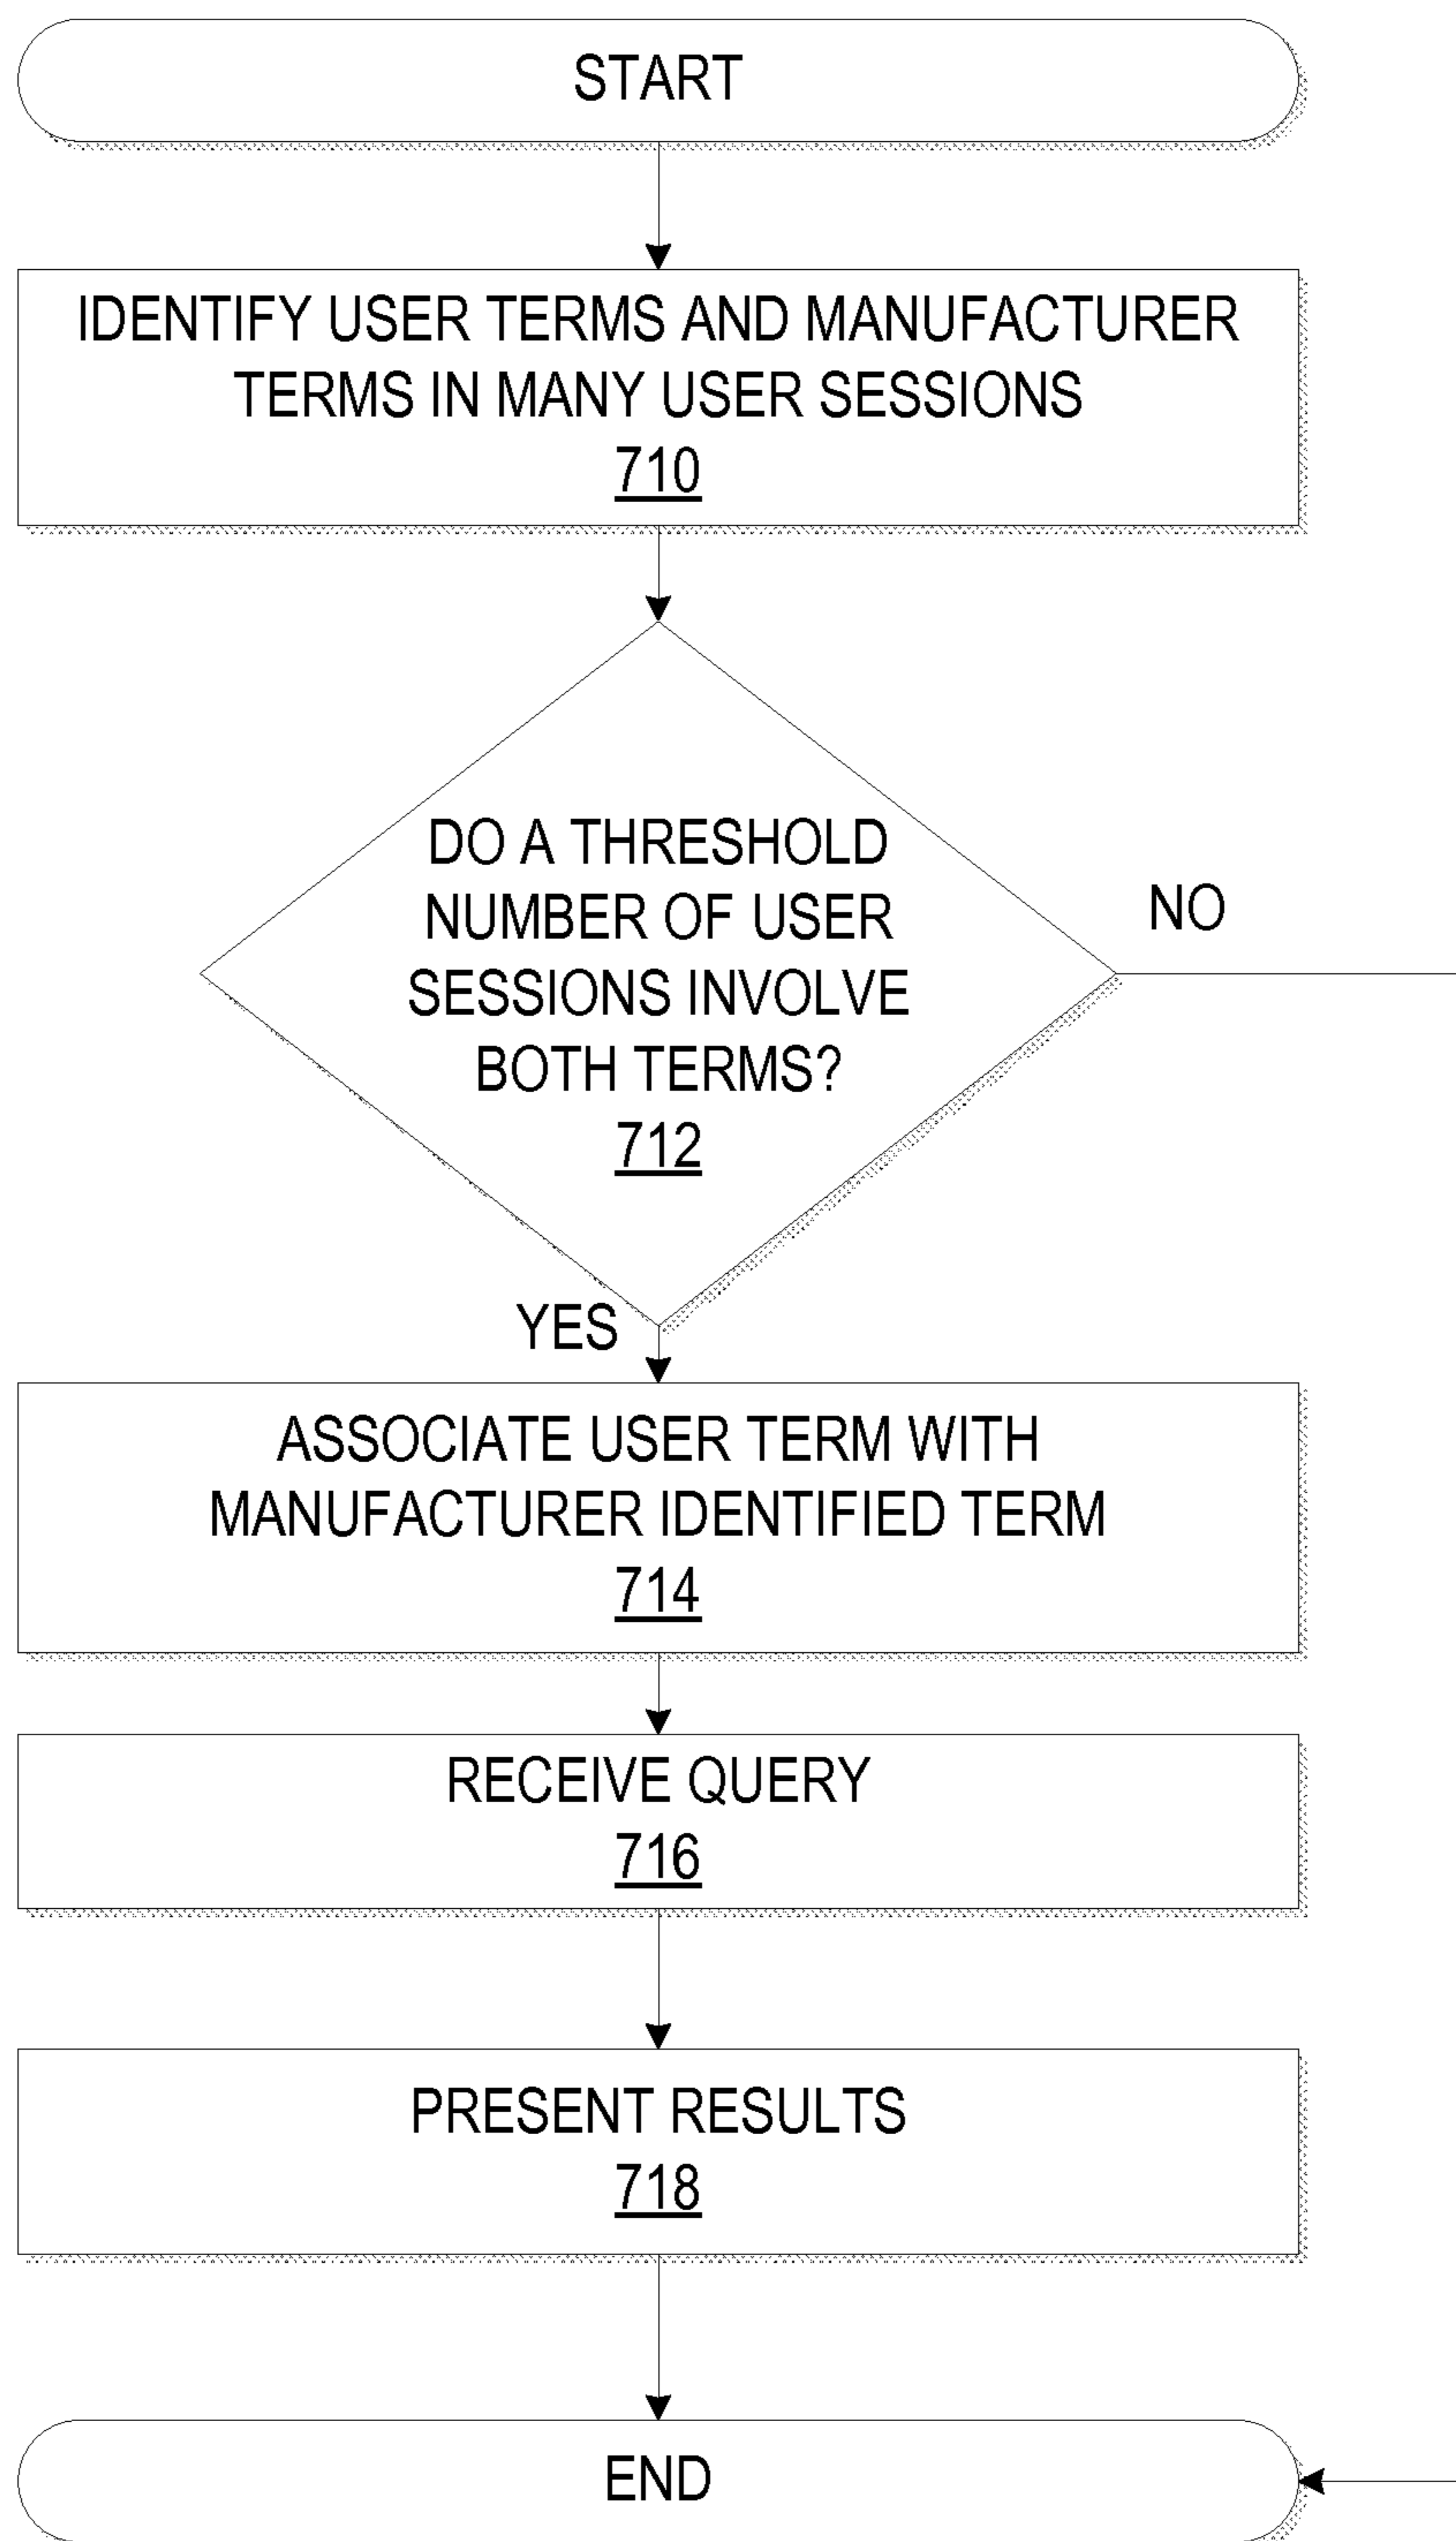 START
IDENTIFY USER TERMS AND MANUFACTURER
TERMS IN MANY USER SESSIONS
710
DO A THRESHOLD
NUMBER OF USER
SESSIONS INVOLVE
BOTH TERMS?
712
NO
YES
ASSOCIATE USER TERM WITH
MANUFACTURER IDENTIFIED TERM
714
RECEIVE QUERY
716
PRESENT RESULTS
718
END